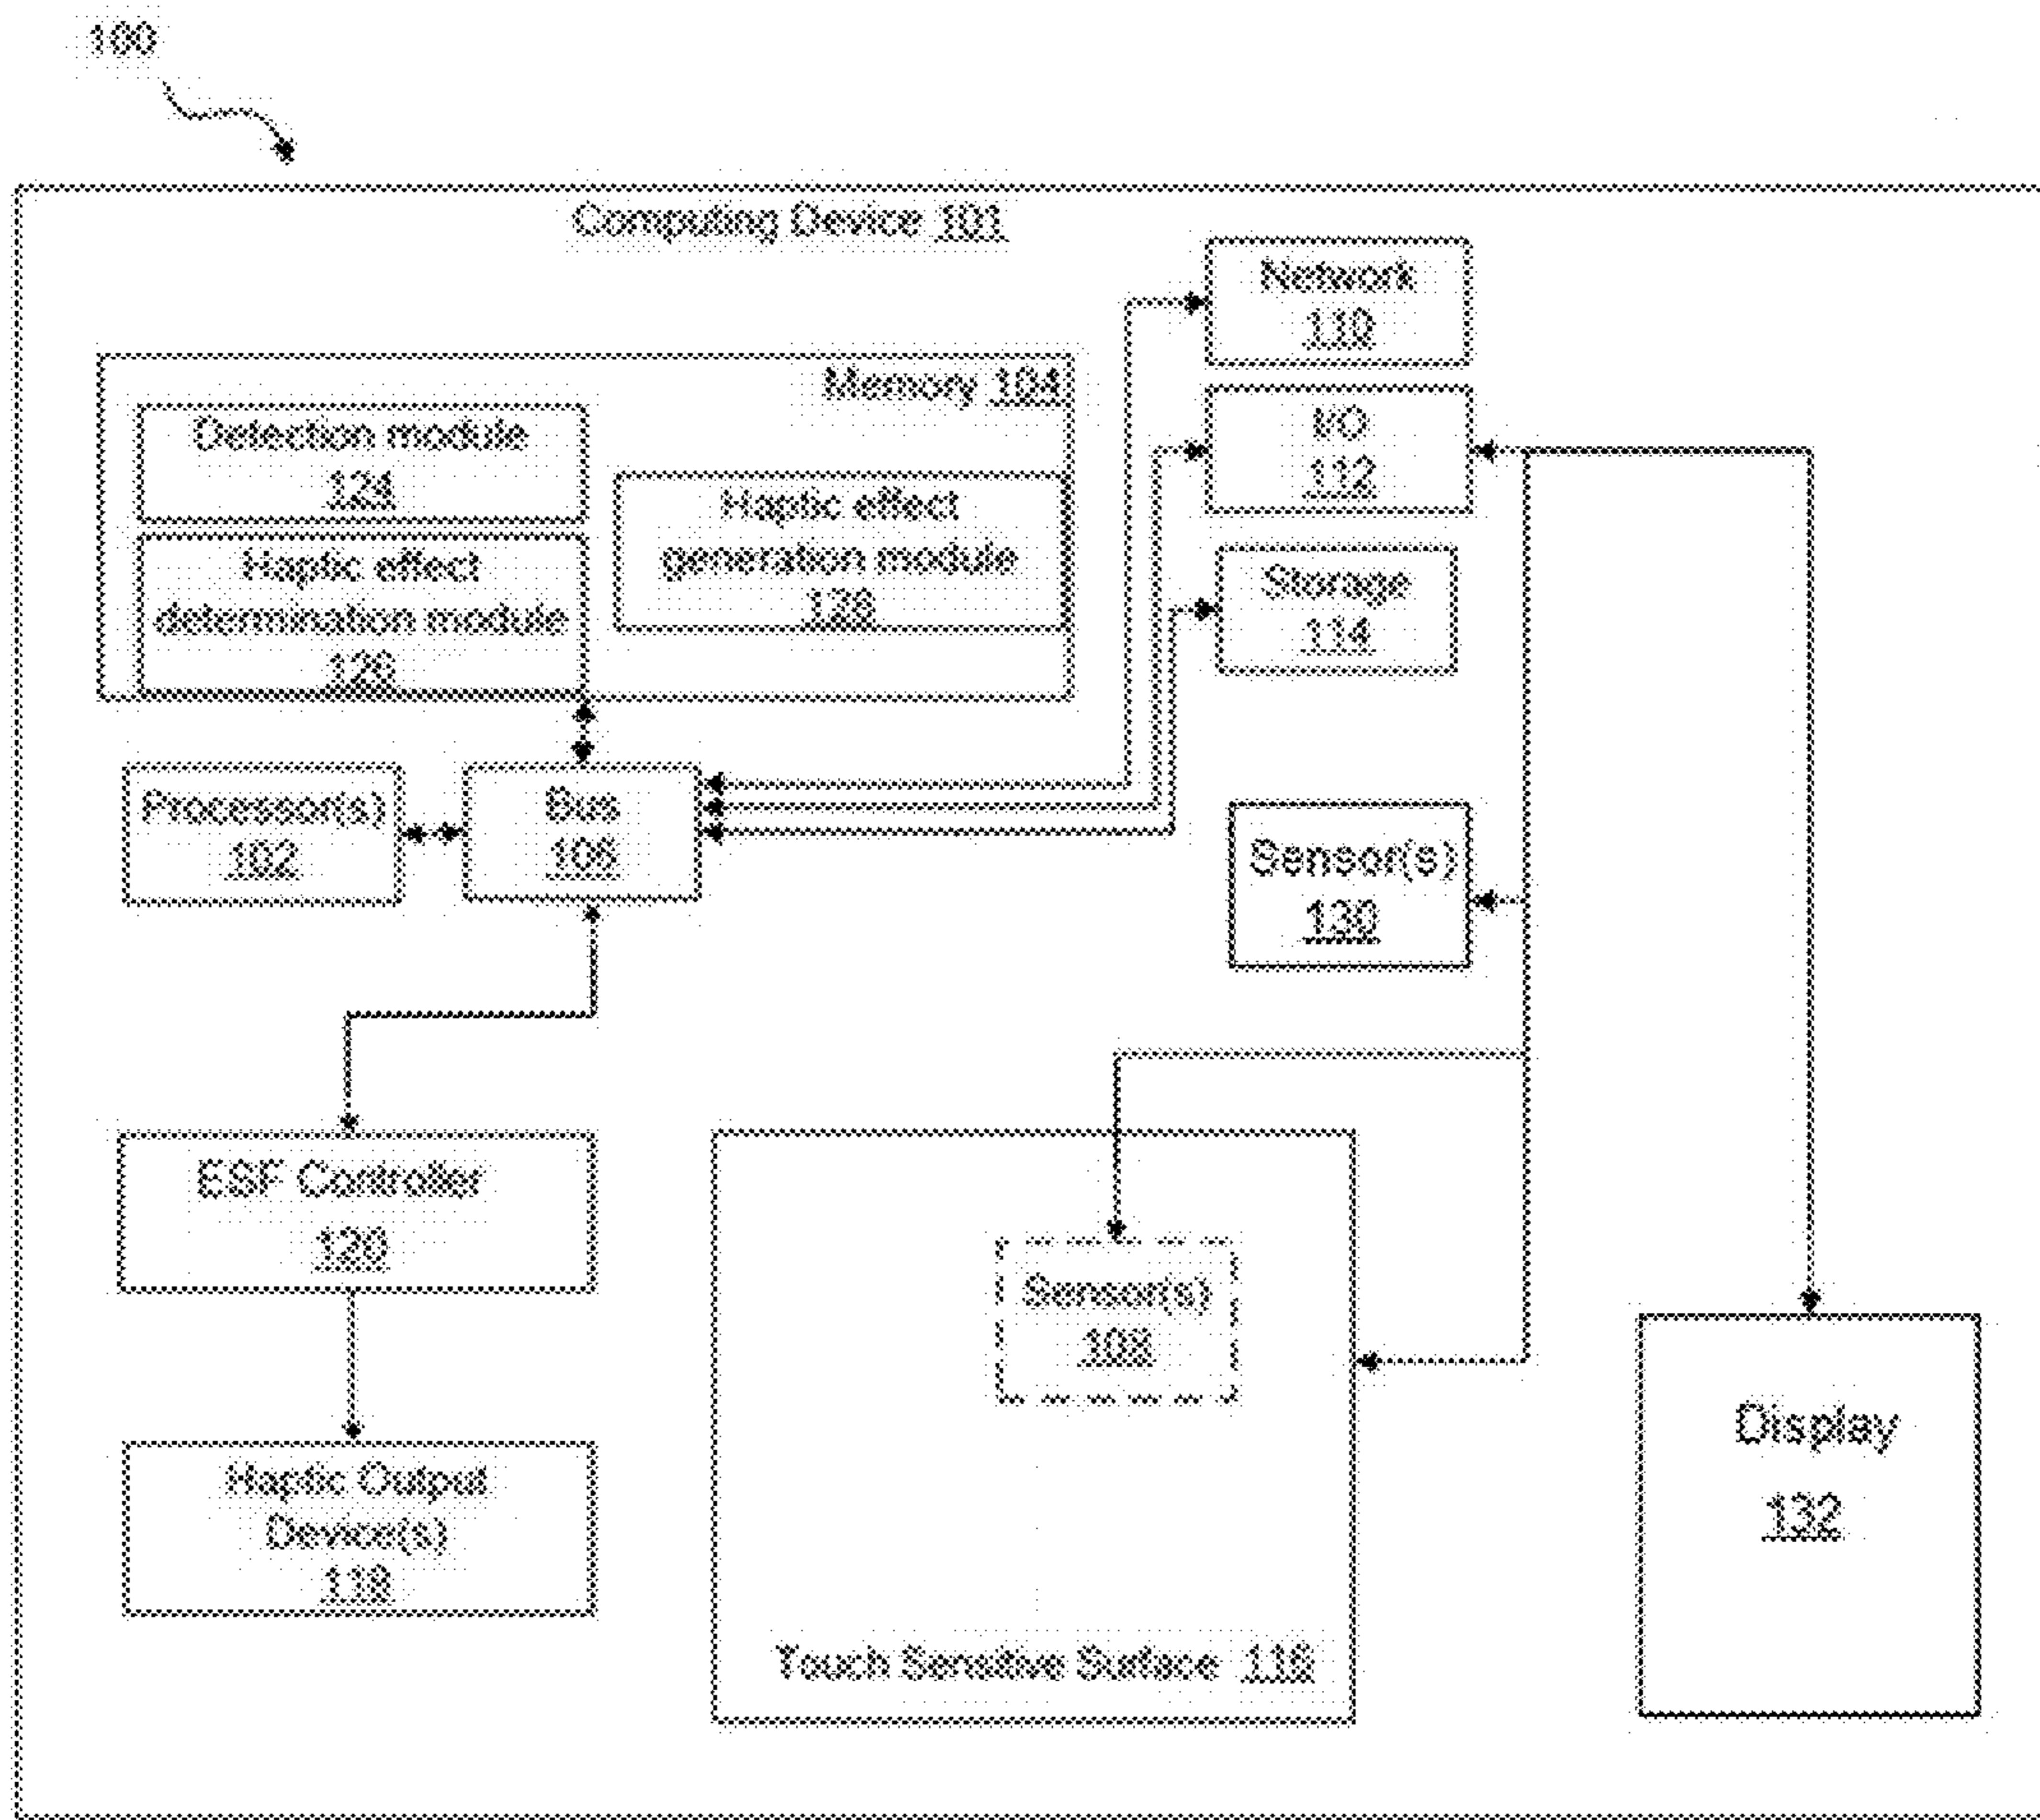 100
Computing Device 101
Network
110
Memory 104
I/O
112
Detection module
124
Haptic effect
generation module
128
Haptic effect
determination module
126
Storage
114
Processor(s)
102
Bus
106
Sensor(s)
130
ESF Controller
120
Sensor(s)
108
Display
132
Haptic Output
Device(s)
118
Touch Sensitive Surface 116